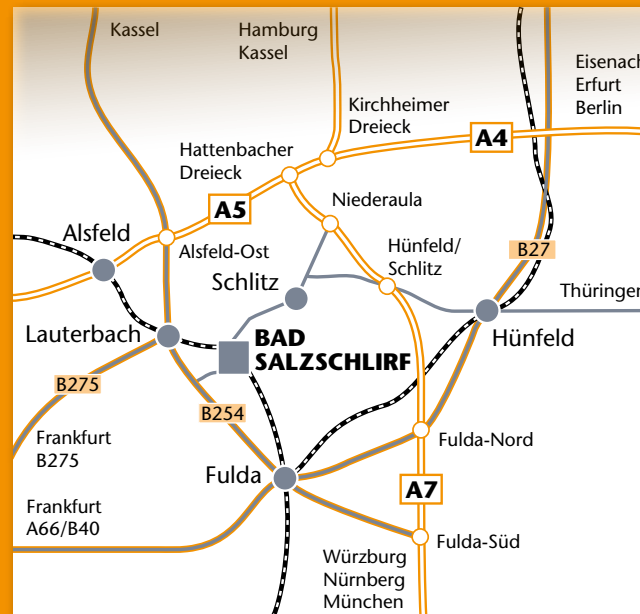 Kassel
Hamburg
Kassel
Eisenach
Erfurt
Berlin
Kirchheimer
Dreieck
A4
Hattenbacher
Dreieck
A5
Niederaula
Alsfeld
Alsfeld-Ost
Hünfeld/
Schlitz
B27
Schlitz
Thüringen
Lauterbach
BAD
SALZSCHLIRF
Hünfeld
B275
B254
Frankfurt
B275
Fulda-Nord
Fulda
A7
Frankfurt
A66/B40
Fulda-Süd
Würzburg
Nürnberg
München